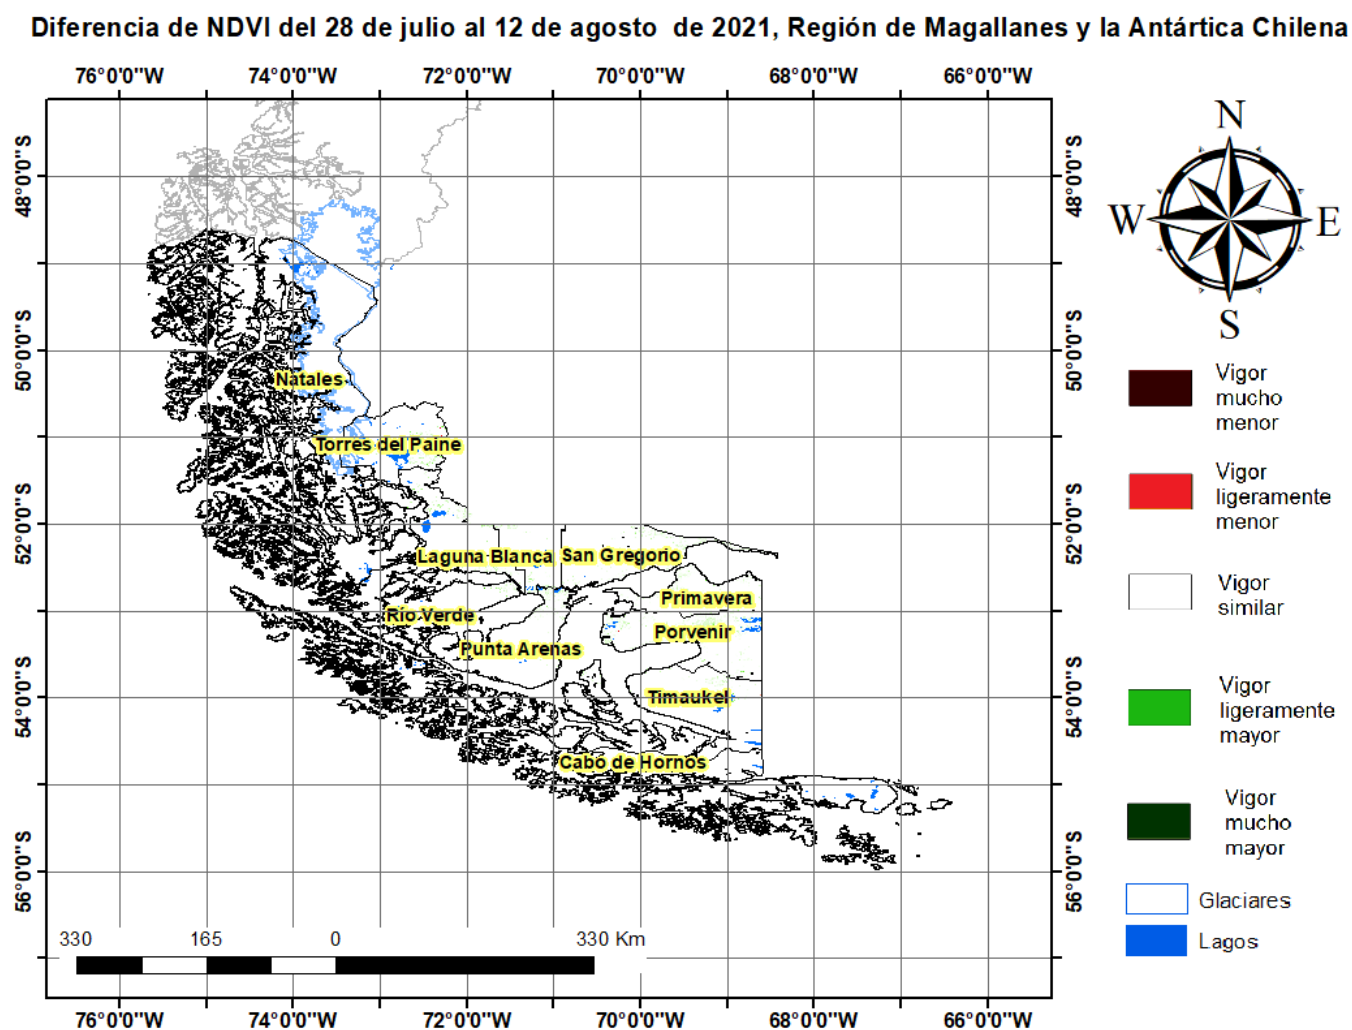 Diferencia de NDVI del 28 de julio al 12 de agosto  de 2021, Región de Magallanes y la Antártica Chilena
76°0'0"W 74°0'0"W 72°0'0"W 70°0'0"W 68°0'0"W 66°0'0"W
48°0'0"S
50°0'0"S
52°0'0"S
54°0'0"S
56°0'0"S
Natales
Torres del Paine
Laguna Blanca San Gregorio
Primavera
Río Verde
Porvenir
Punta Arenas
Timaukel
Cabo de Hornos
330 165 0 330 Km
76°0'0"W 74°0'0"W 72°0'0"W 70°0'0"W 68°0'0"W 66°0'0"W
48°0'0"S
50°0'0"S
52°0'0"S
54°0'0"S
56°0'0"S
N
W E
S
Vigor
mucho
menor
Vigor
ligeramente
menor
Vigor
similar
Vigor
ligeramente
mayor
Vigor
mucho
mayor
Glaciares
Lagos